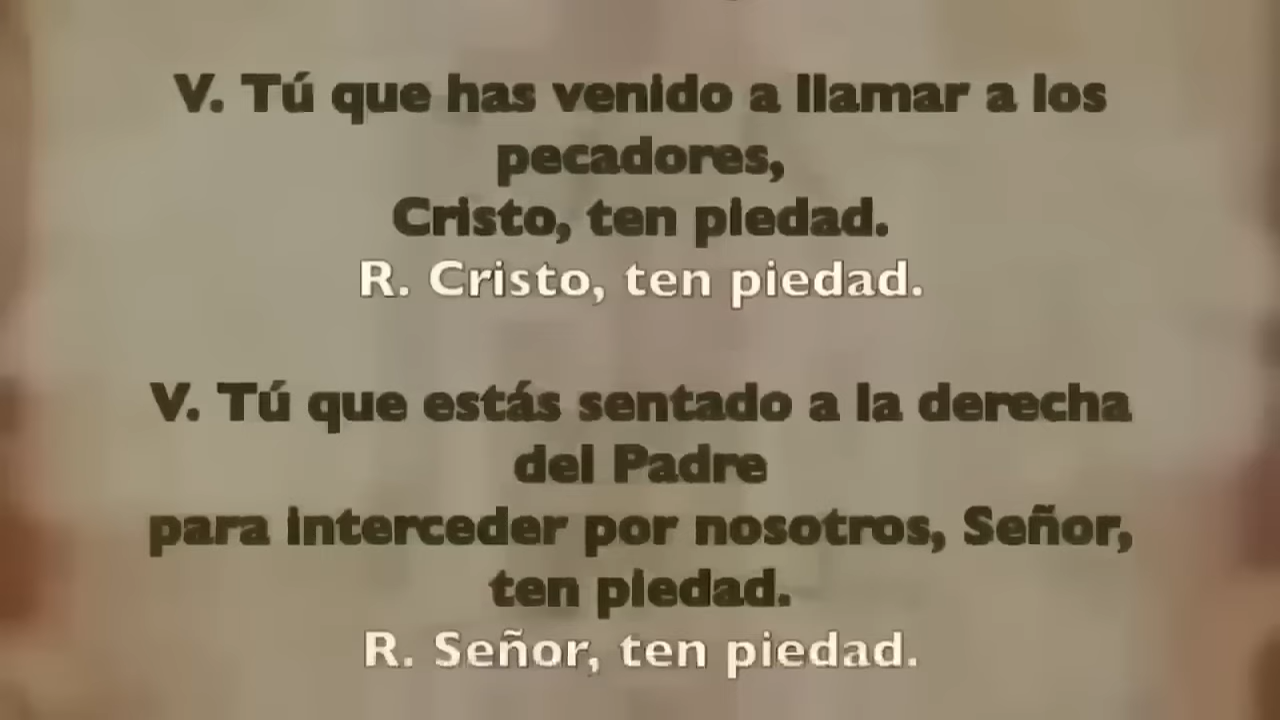 V. Tú que has venido a llamar a los
pecadores,
Cristo, ten piedad.
R. Cristo, ten piedad.
V. Tú que estás sentado a la derecha
del Padre
para interceder por nosotros, Señor,
ten piedad.
R. Señor, ten piedad.